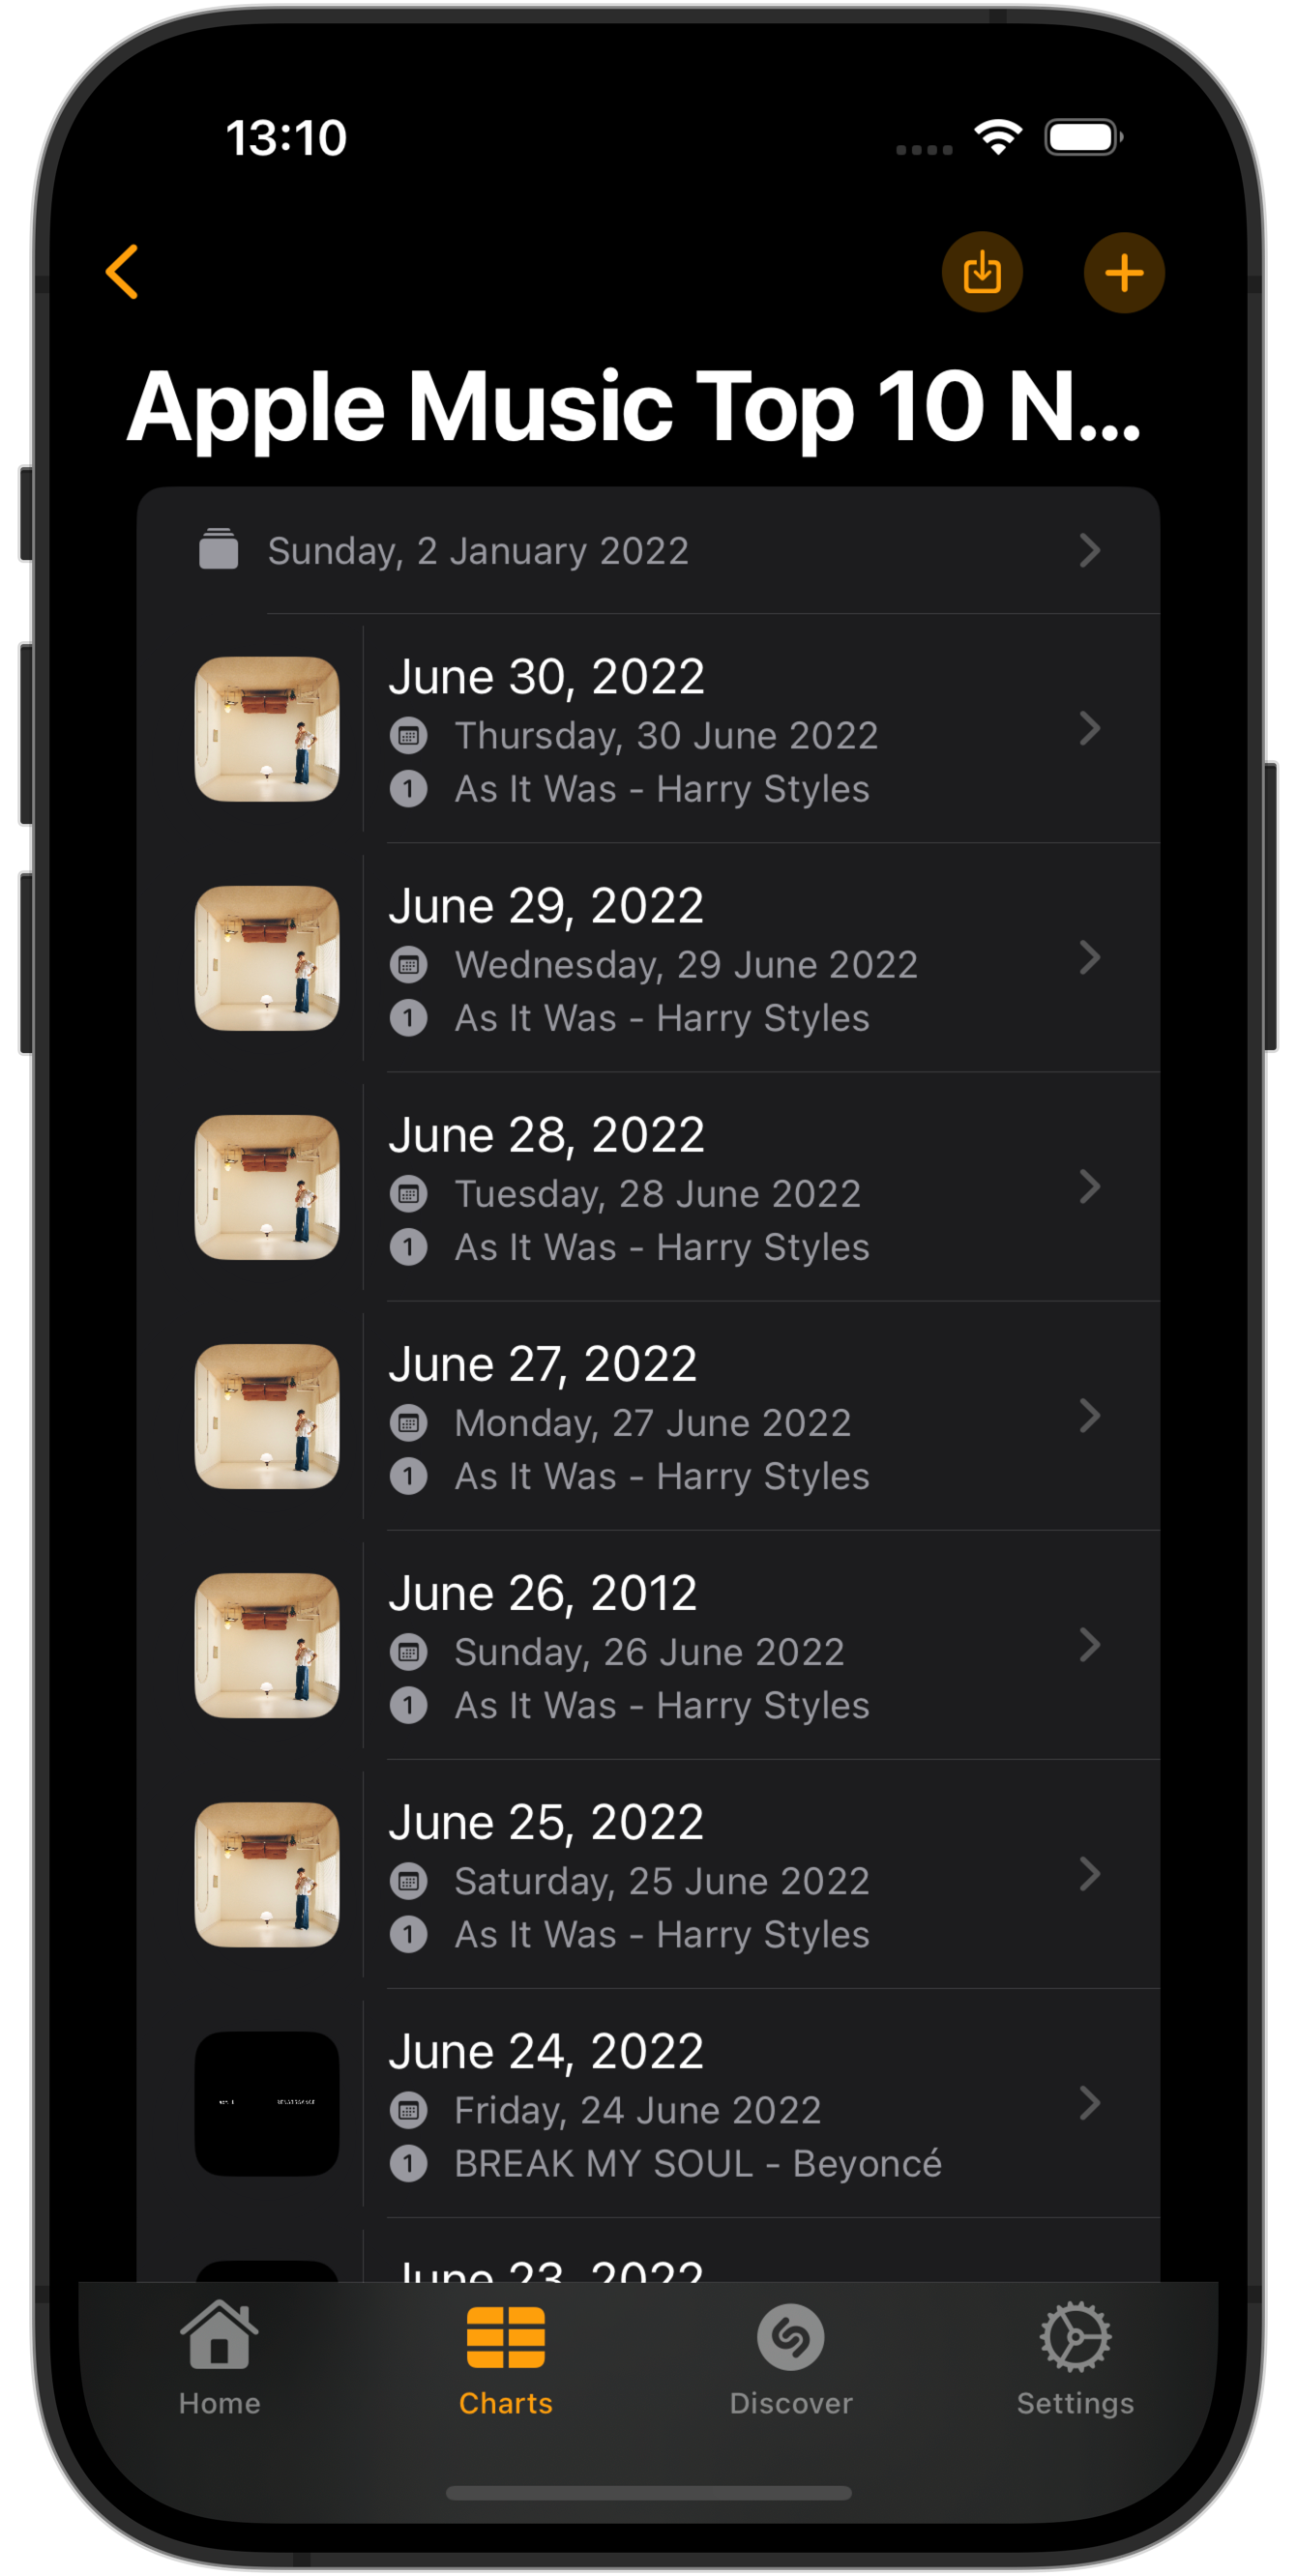 13:10
Apple Music Top 10 N...
Sunday, 2 January 2022
June 30, 2022
Thursday, 30 June 2022
1 As It Was - Harry Styles
June 29, 2022
Wednesday, 29 June 2022
1 As It Was - Harry Styles
June 28, 2022
Tuesday, 28 June 2022
1 As It Was - Harry Styles
June 27, 2022
Monday, 27 June 2022
1 As It Was - Harry Styles
June 26, 2012
Sunday, 26 June 2022
1 As It Was - Harry Styles
June 25, 2022
Saturday, 25 June 2022
1 As It Was - Harry Styles
June 24, 2022
Friday, 24 June 2022
1 BREAK MY SOUL - Beyoncé
June 23, 2022
Home
Charts
Discover
Settings